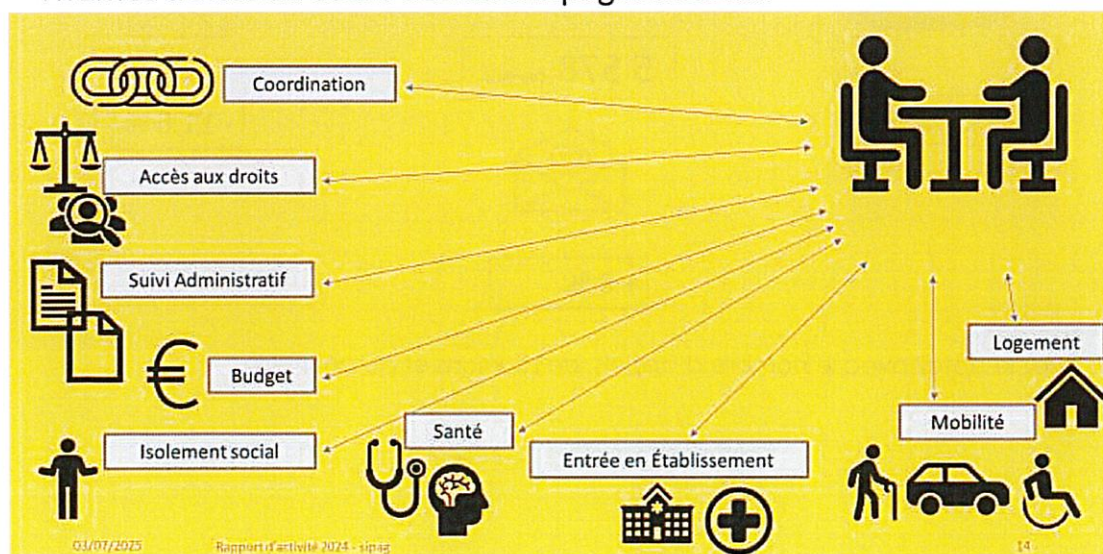 Coordination
Accès aux droits
Suivi Administratif
Budget
Isolement social
Santé
Entrée en Établissement
Mobilité
Logement
03/07/2025
Rapport d'activité 2024 - sipag
14